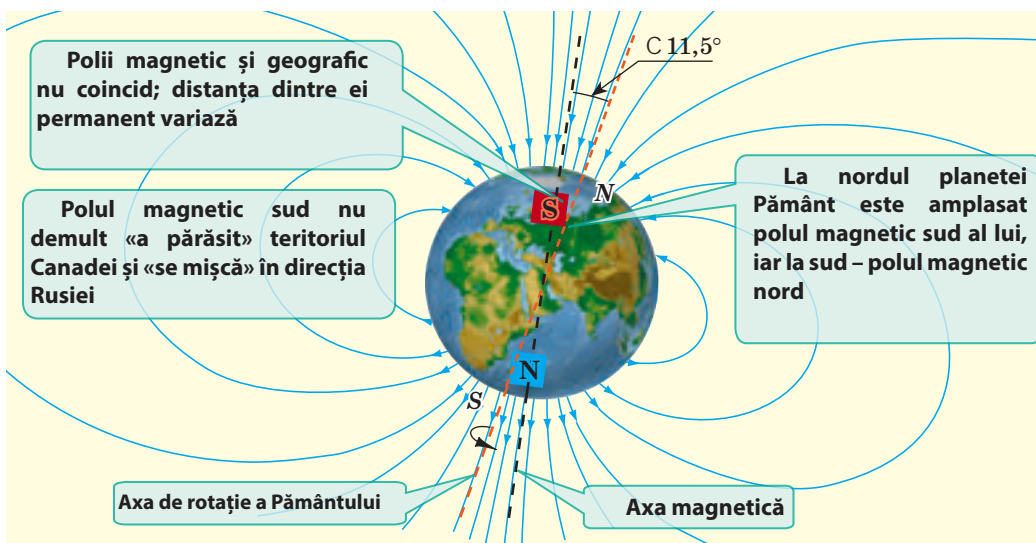 Polii magnetic și geografic
nu coincid; distanța dintre ei
permanent variază
C 11,5°
Polul magnetic sud nu
demult «a părăsit» teritoriul
Canadei și «se mișcă» în direcția
Rusiei
La nordul planetei
Pământ este amplasat
polul magnetic sud al lui,
iar la sud – polul magnetic
nord
N
S
N
S
Axa de rotație a Pământului
Axa magnetică